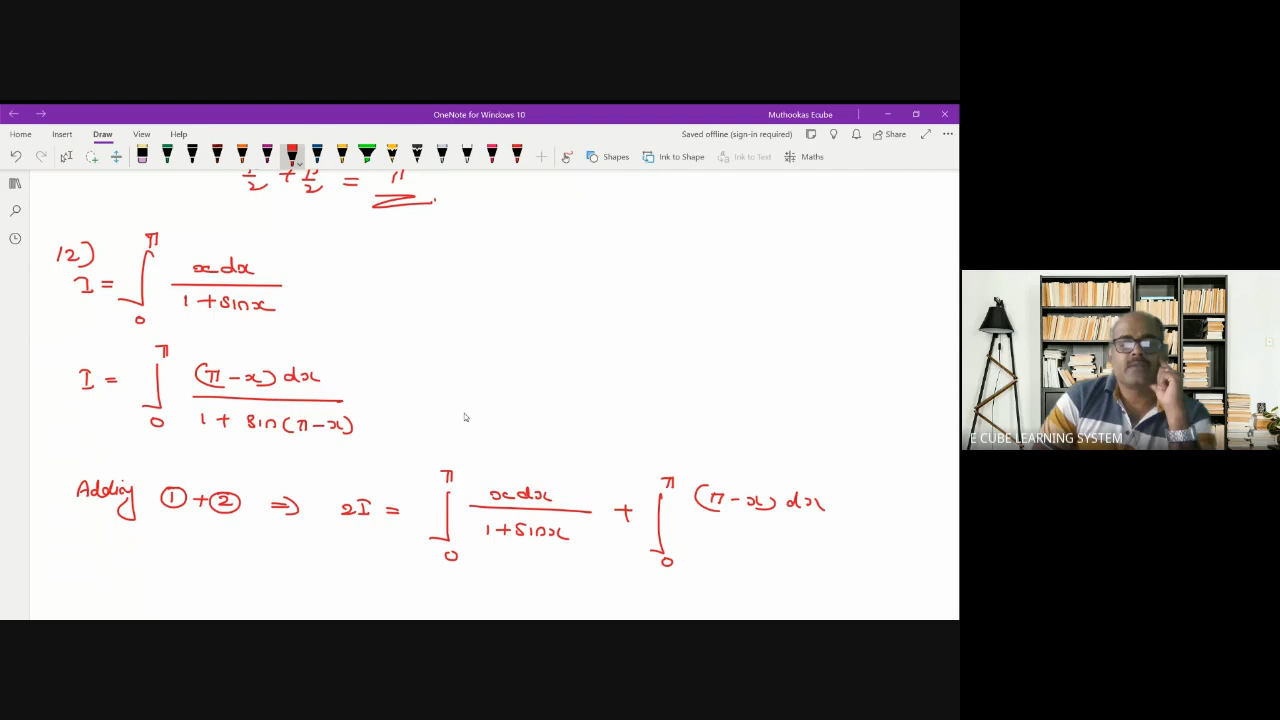 OneNote for Windows 10
Muthookas Ecube
Home Insert Draw View Help
Saved offline (sign-in required) Share
Shapes Ink to Shape Ink to Text Maths
π/2 + π/2 = π
12)
I = ∫₀^π x dx / (1 + sin x)
I = ∫₀^π (π - x) dx / (1 + sin (π - x))
Adding ① + ② ⇒ 2I = ∫₀^π x dx / (1 + sin x) + ∫₀^π (π - x) dx
E CUBE LEARNING SYSTEM